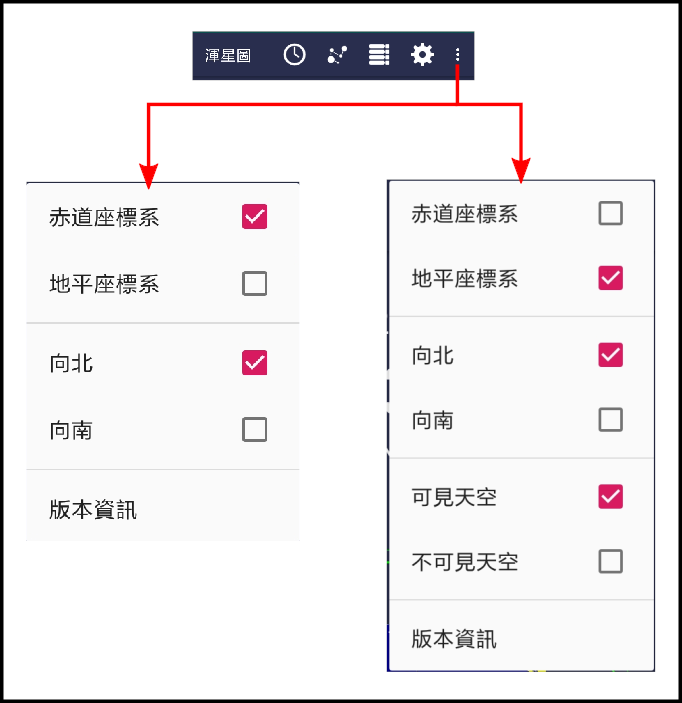 渾星圖
赤道座標系
地平座標系
向北
向南
版本資訊
赤道座標系
地平座標系
向北
向南
可見天空
不可見天空
版本資訊